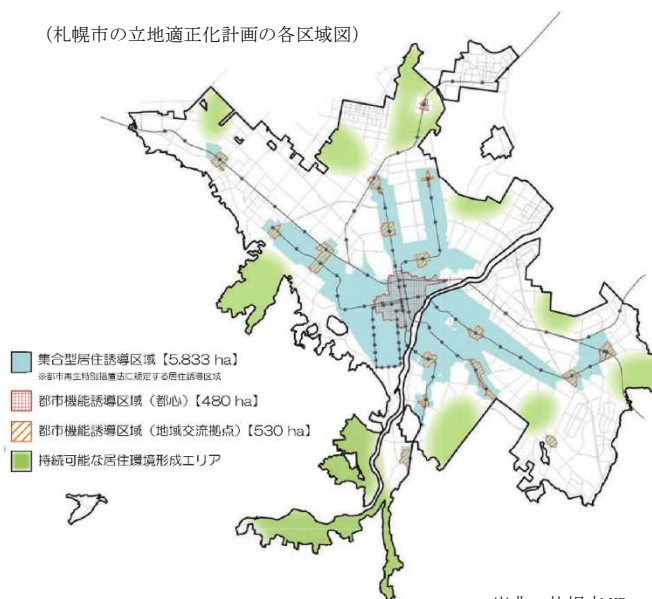 （札幌市の立地適正化計画の各区域図）
集合型居住誘導区域【5,833 ha】
※都市再生特別措置法に規定する居住誘導区域
都市機能誘導区域（都心）【480 ha】
都市機能誘導区域（地域交流拠点）【530 ha】
持続可能な居住環境形成エリア